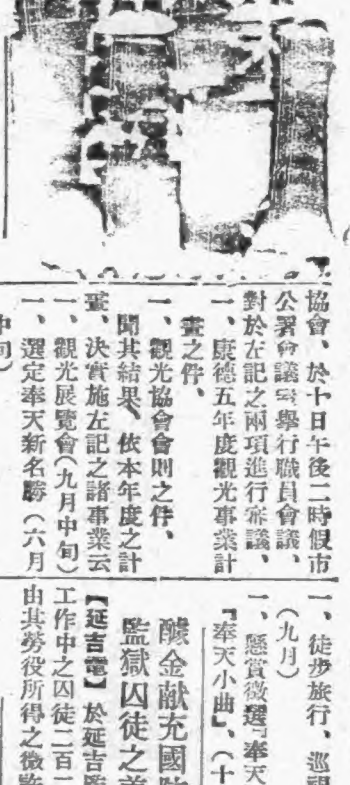 協會、於十日午後二時假市
公署會議室舉行職員會議、
對於左記之兩項進行審議、
一、康德五年度觀光事業計
畫之件、
一、觀光協會會則之件、
聞其結果、依本年度之計
畫、決實施左記之諸事業云
一、觀光展覽會(九月中旬)
一、選定奉天新名勝(六月
中旬)
一、徒步旅行、巡視
(九月)
一、懸賞徵選「奉天
『奉天小曲』、(十
醵金献充國防
監獄囚徒之善
【延吉電】於延吉監
工作中之囚徒二百一
由其勞役所得之微